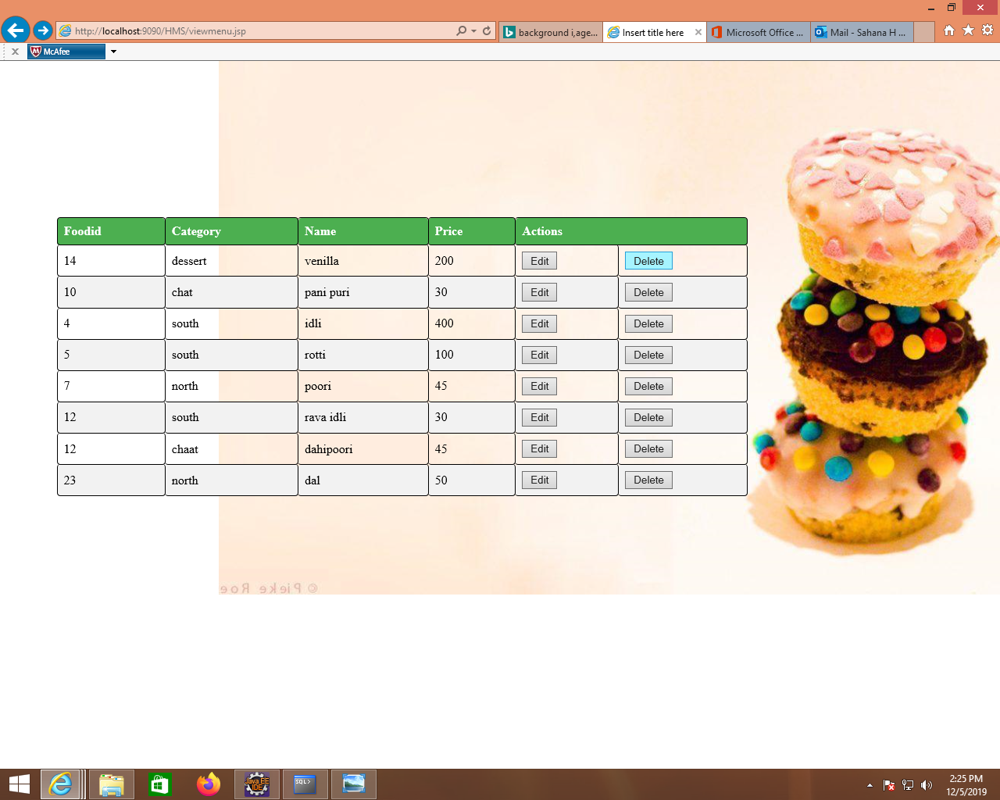 http://localhost:9090/HMS/viewmenu.jsp
background i,age...
Insert title here
Microsoft Office ...
Mail - Sahana H ...
McAfee
Foodid Category Name Price Actions
14 dessert venilla 200 Edit Delete
10 chat pani puri 30 Edit Delete
4 south idli 400 Edit Delete
5 south rotti 100 Edit Delete
7 north poori 45 Edit Delete
12 south rava idli 30 Edit Delete
12 chaat dahipoori 45 Edit Delete
23 north dal 50 Edit Delete
© Pieke Roe
Java EE
IDE
SQL>
2:25 PM
12/5/2019